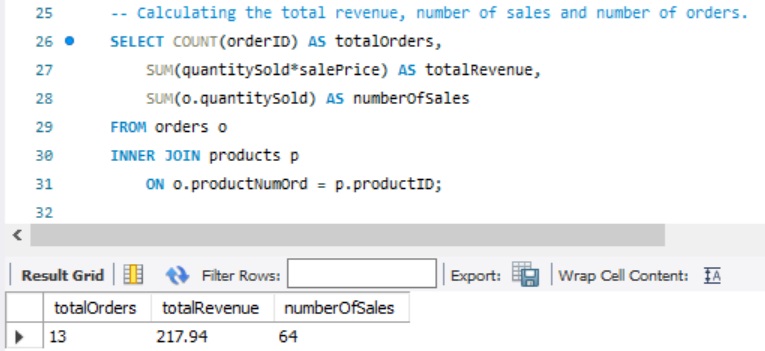 25 -- Calculating the total revenue, number of sales and number of orders.
26 SELECT COUNT(orderID) AS totalOrders,
27 SUM(quantitySold*salePrice) AS totalRevenue,
28 SUM(o.quantitySold) AS numberOfSales
29 FROM orders o
30 INNER JOIN products p
31 ON o.productNumOrd = p.productID;
32
Result Grid Filter Rows: Export: Wrap Cell Content: IA
totalOrders totalRevenue numberOfSales
13 217.94 64